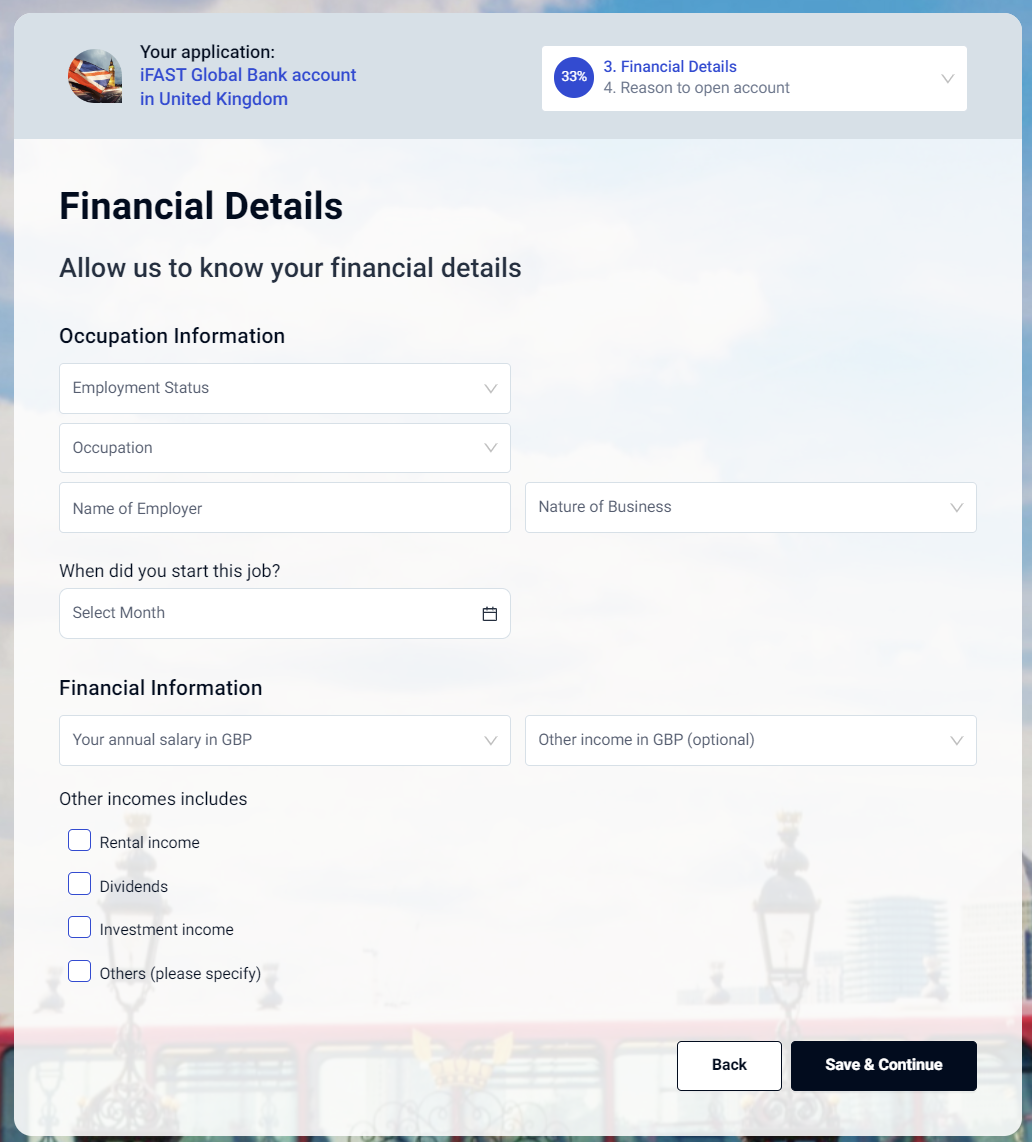 Your application:
iFAST Global Bank account
in United Kingdom
33%
3. Financial Details
4. Reason to open account
Financial Details
Allow us to know your financial details
Occupation Information
Employment Status
Occupation
Name of Employer
Nature of Business
When did you start this job?
Select Month
Financial Information
Your annual salary in GBP
Other income in GBP (optional)
Other incomes includes
Rental income
Dividends
Investment income
Others (please specify)
Back
Save & Continue